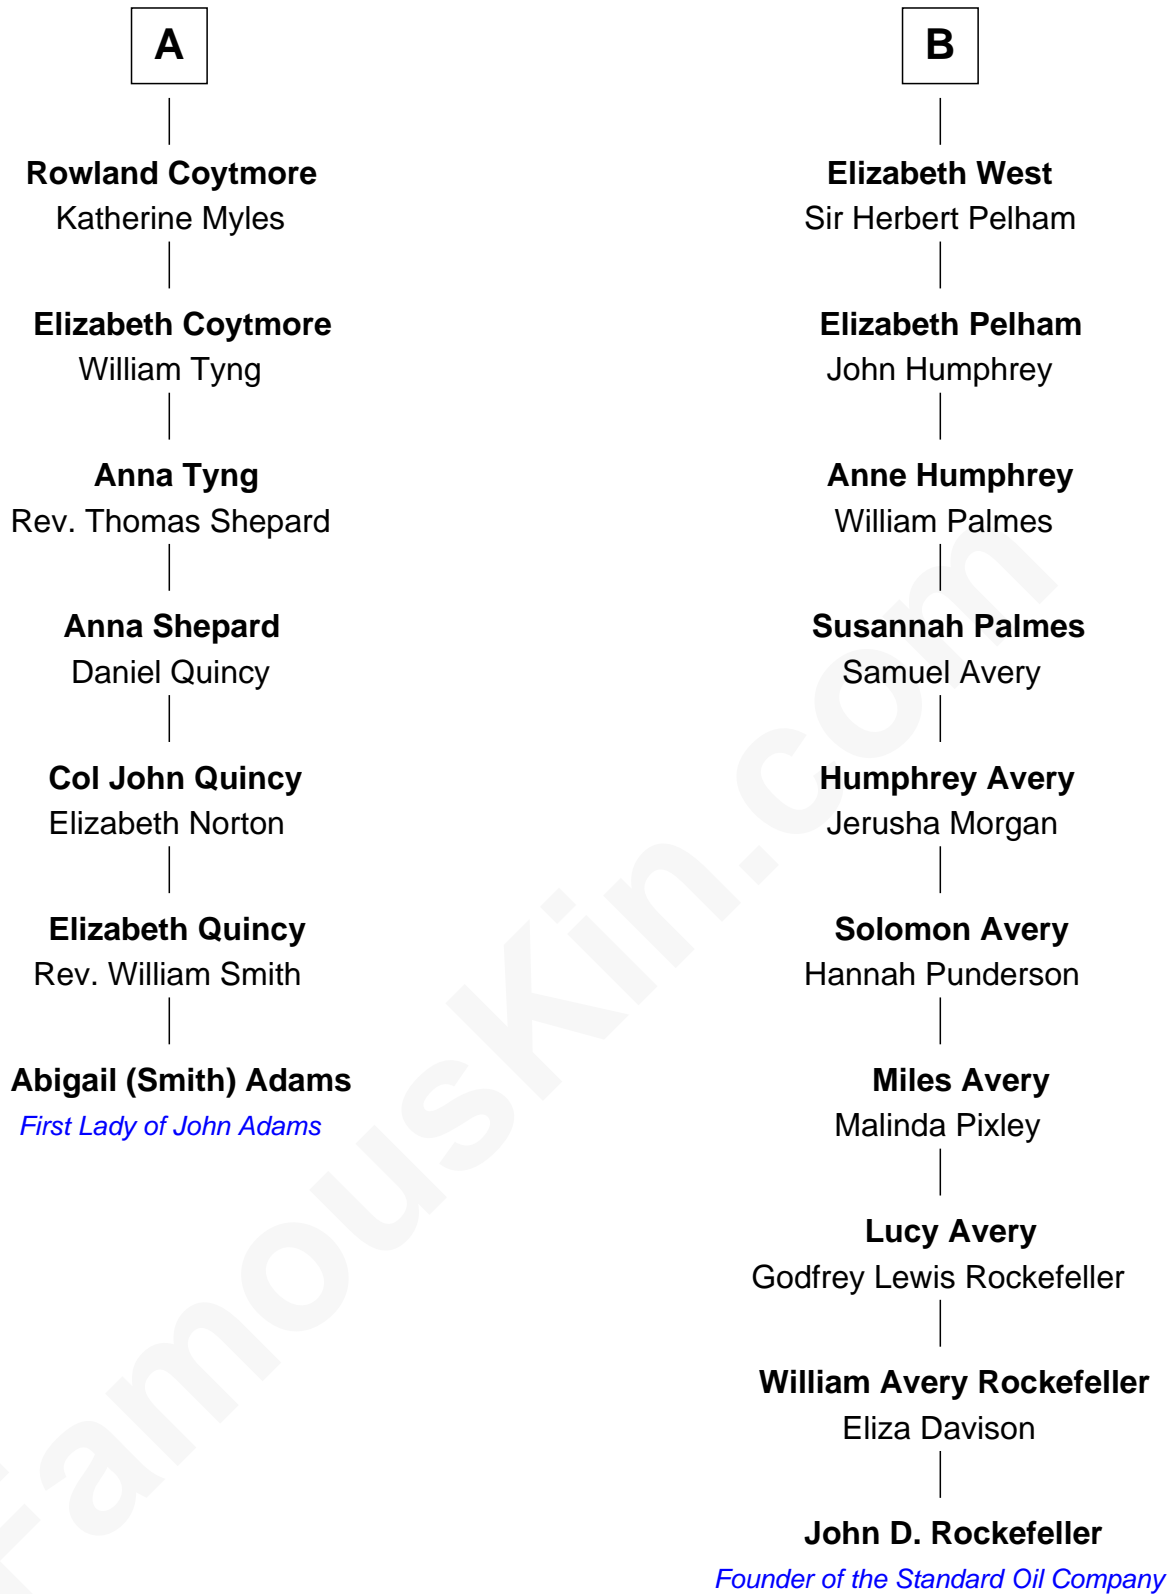 A
Rowland Coytmore
Katherine Myles
Elizabeth Coytmore
William Tyng
Anna Tyng
Rev. Thomas Shepard
Anna Shepard
Daniel Quincy
Col John Quincy
Elizabeth Norton
Elizabeth Quincy
Rev. William Smith
Abigail (Smith) Adams
First Lady of John Adams
B
Elizabeth West
Sir Herbert Pelham
Elizabeth Pelham
John Humphrey
Anne Humphrey
William Palmes
Susannah Palmes
Samuel Avery
Humphrey Avery
Jerusha Morgan
Solomon Avery
Hannah Punderson
Miles Avery
Malinda Pixley
Lucy Avery
Godfrey Lewis Rockefeller
William Avery Rockefeller
Eliza Davison
John D. Rockefeller
Founder of the Standard Oil Company
FamousKin.com